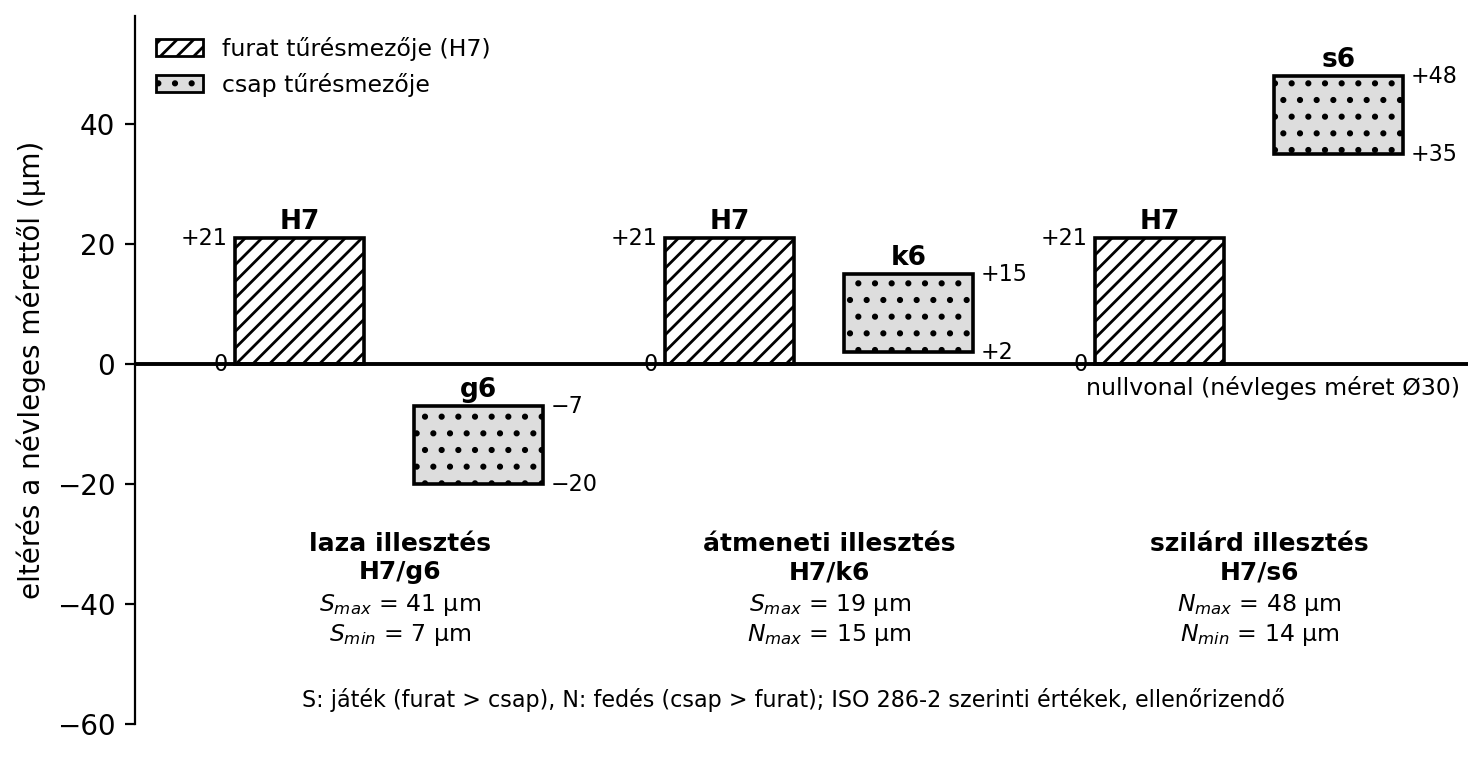 furat tűrésmezője (H7)
csap tűrésmezője
eltérés a névleges mérettől (µm)
40
20
0
−20
−40
−60
H7
+21
0
g6
−7
−20
H7
+21
0
k6
+15
+2
H7
+21
0
s6
+48
+35
nullvonal (névleges méret Ø30)
laza illesztés
H7/g6
Smax = 41 µm
Smin = 7 µm
átmeneti illesztés
H7/k6
Smax = 19 µm
Nmax = 15 µm
szilárd illesztés
H7/s6
Nmax = 48 µm
Nmin = 14 µm
S: játék (furat > csap), N: fedés (csap > furat); ISO 286-2 szerinti értékek, ellenőrizendő